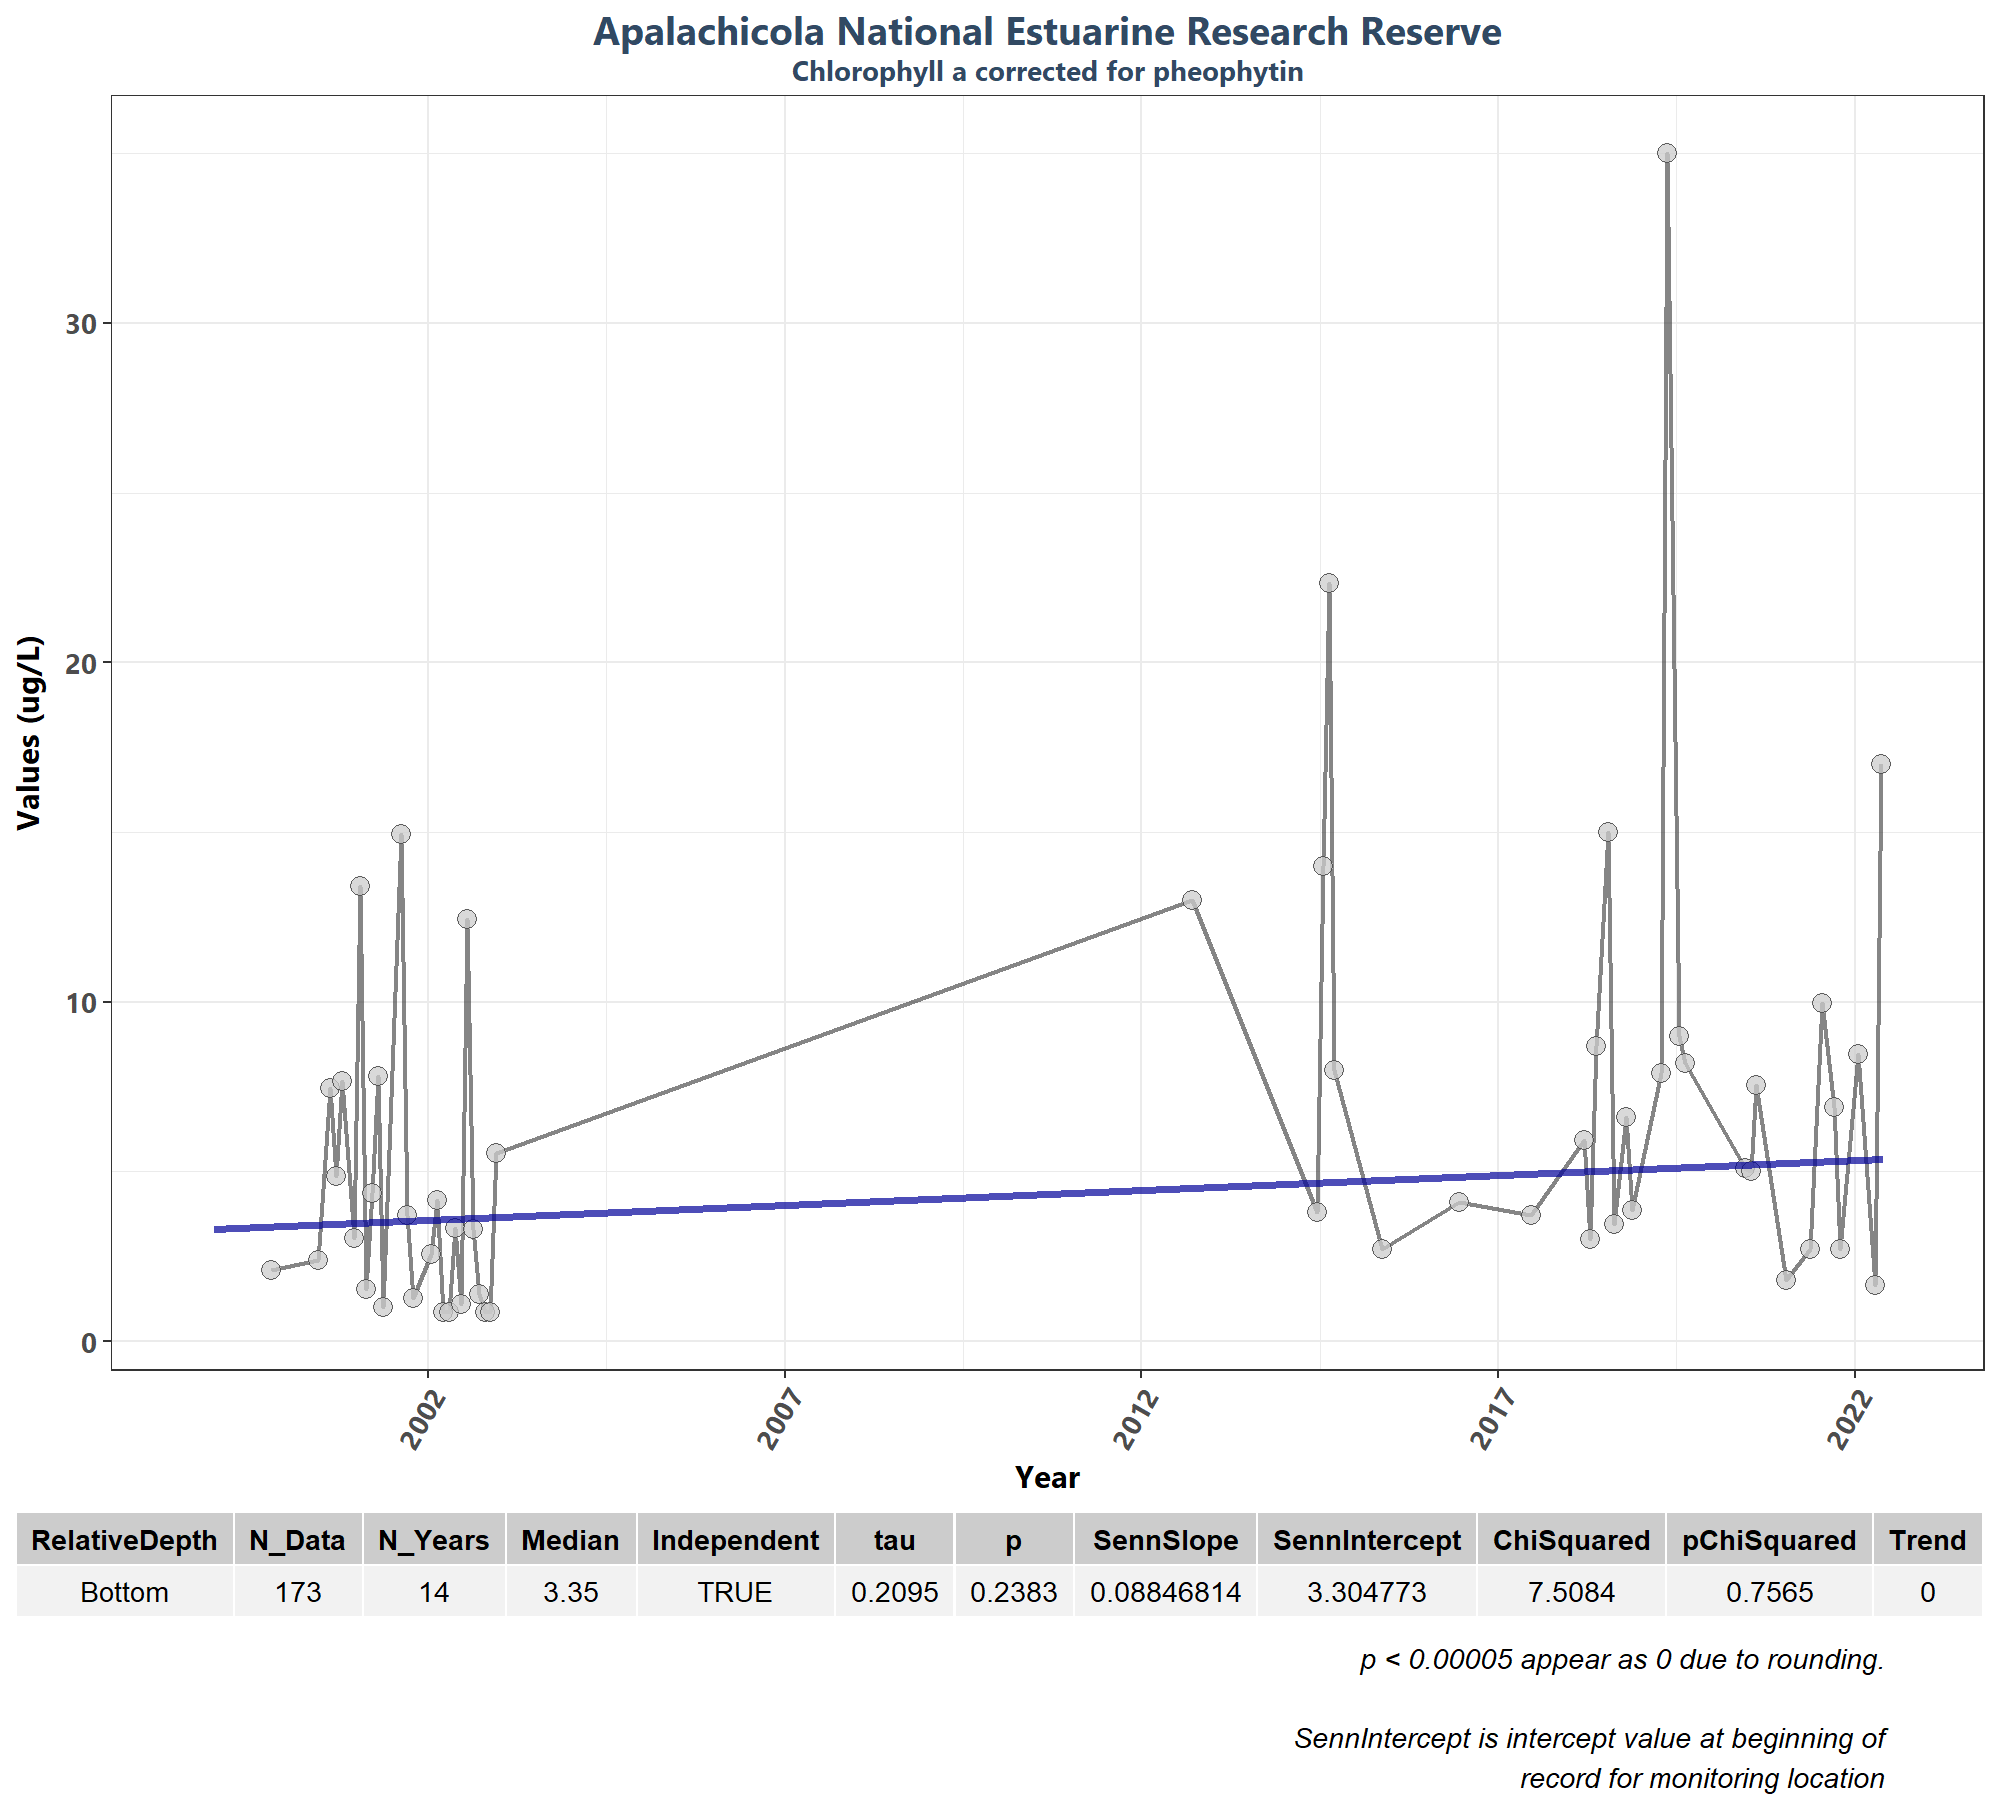 Apalachicola National Estuarine Research Reserve
Chlorophyll a corrected for pheophytin
Values (ug/L)
30
20
10
0
2002 2007 2012 2017 2022
Year
RelativeDepth N_Data N_Years Median Independent tau p SennSlope SennIntercept ChiSquared pChiSquared Trend
Bottom 173 14 3.35 TRUE 0.2095 0.2383 0.08846814 3.304773 7.5084 0.7565 0
p < 0.00005 appear as 0 due to rounding.
SennIntercept is intercept value at beginning of
record for monitoring location